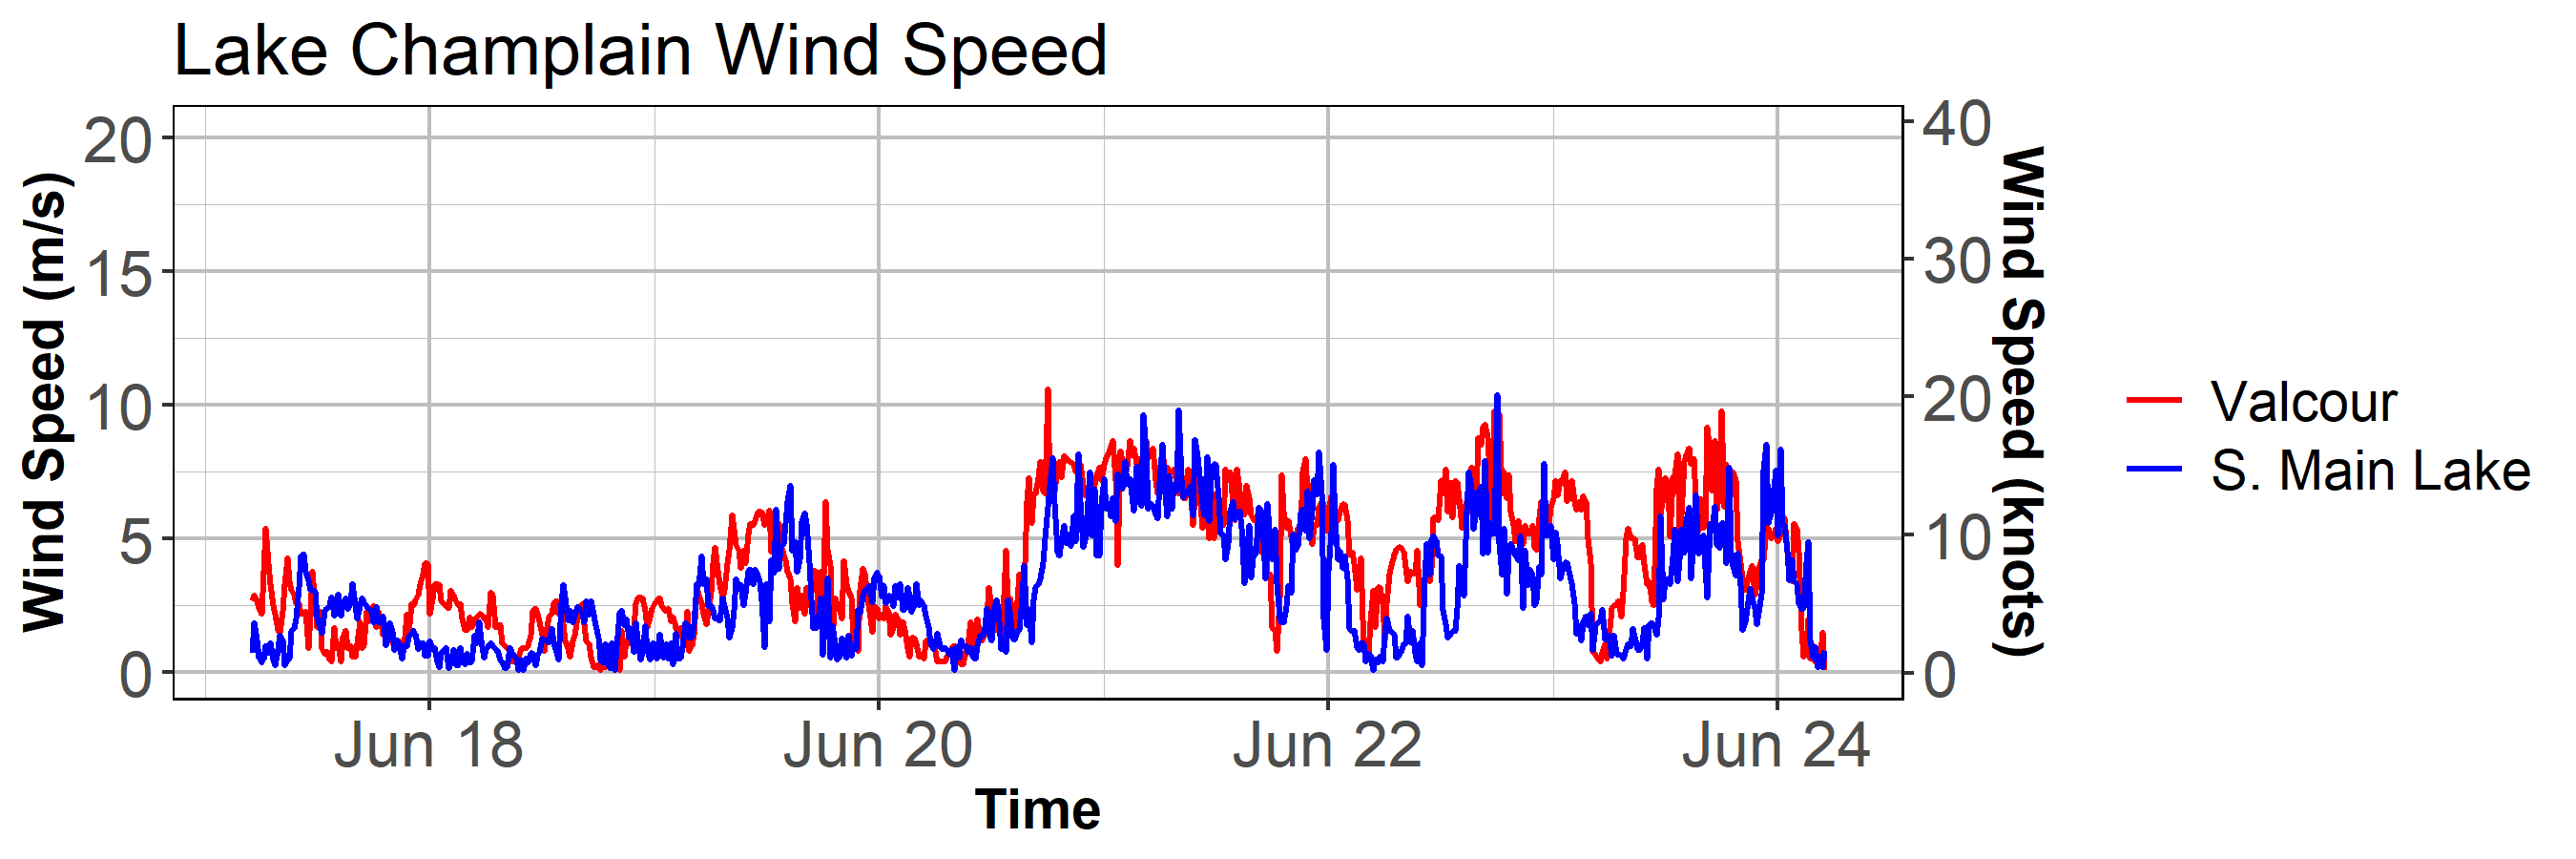 Lake Champlain Wind Speed
Wind Speed (m/s)
20
15
10
5
0
40
30
20
10
0
Wind Speed (knots)
Jun 18
Jun 20
Jun 22
Jun 24
Time
Valcour
S. Main Lake